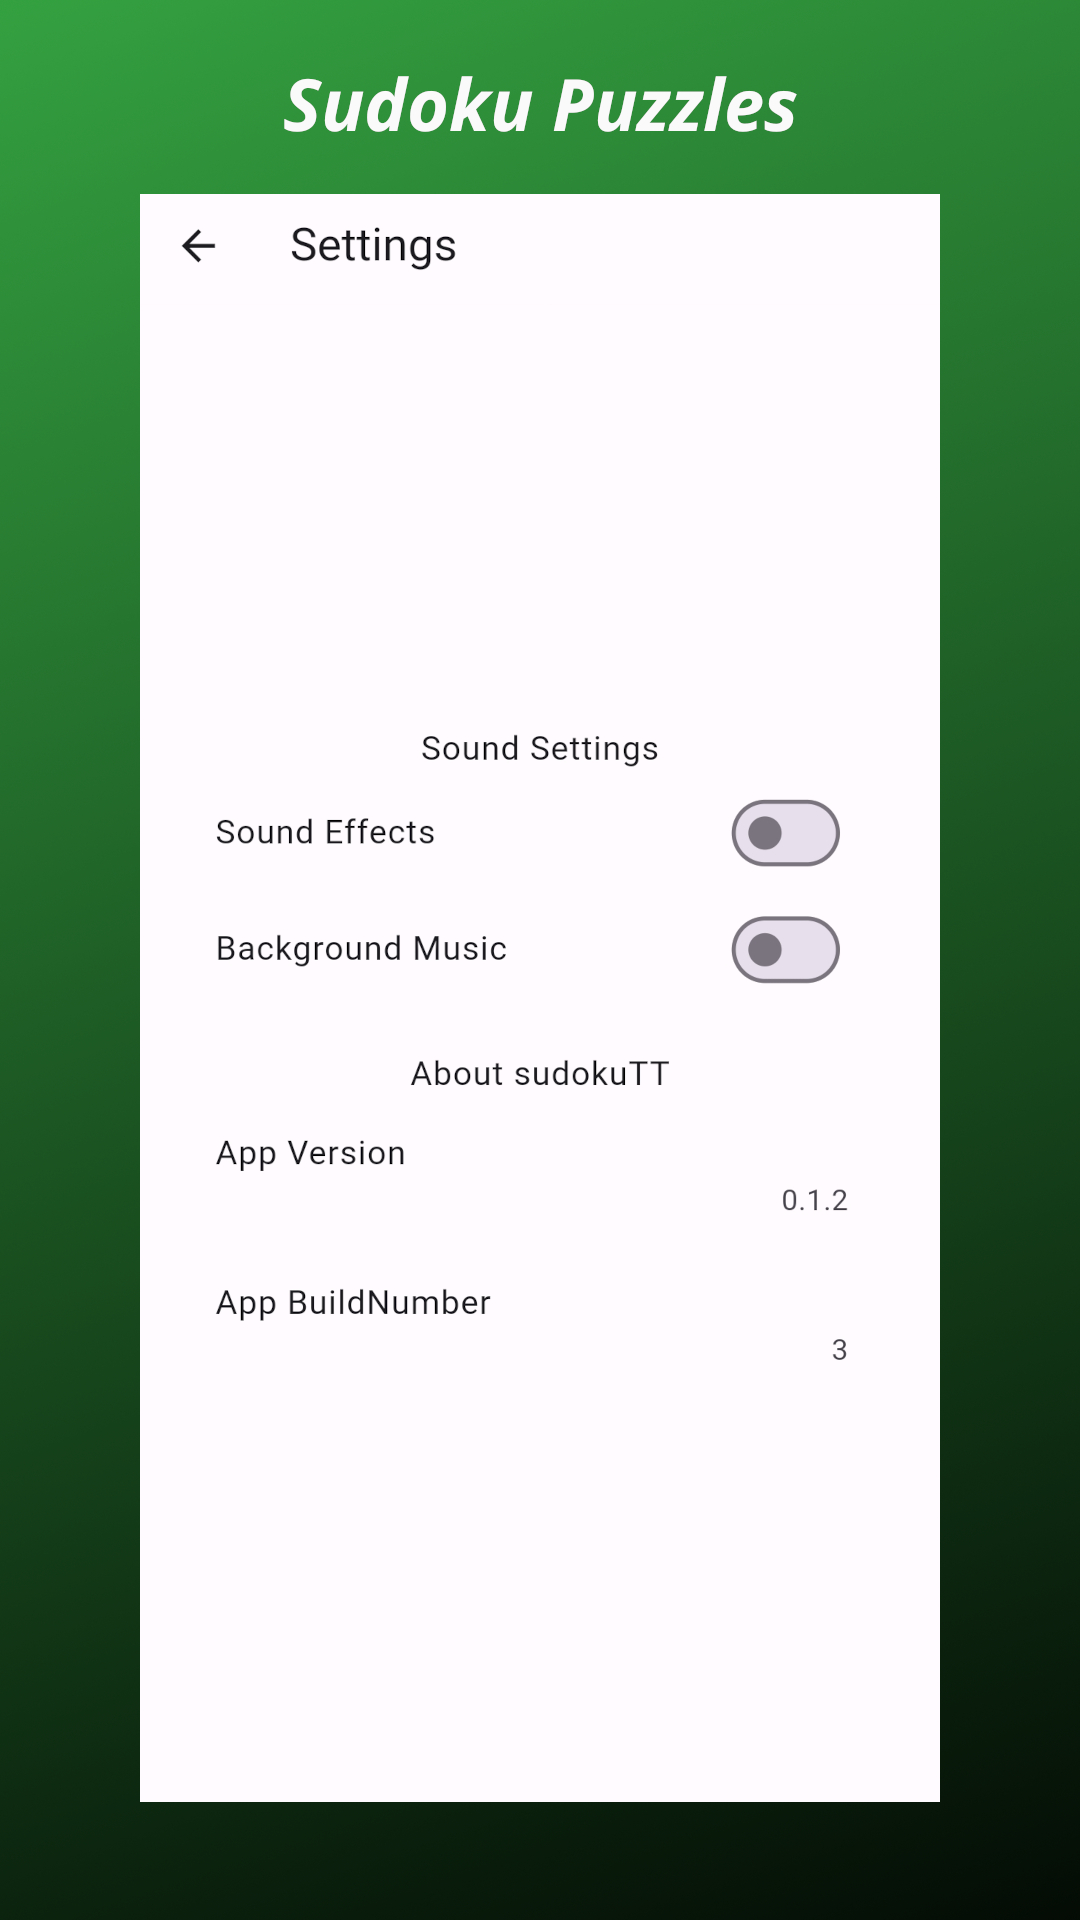 Sudoku Puzzles
Settings
Sound Settings
Sound Effects
Background Music
About sudokuTT
App Version
0.1.2
App BuildNumber
3